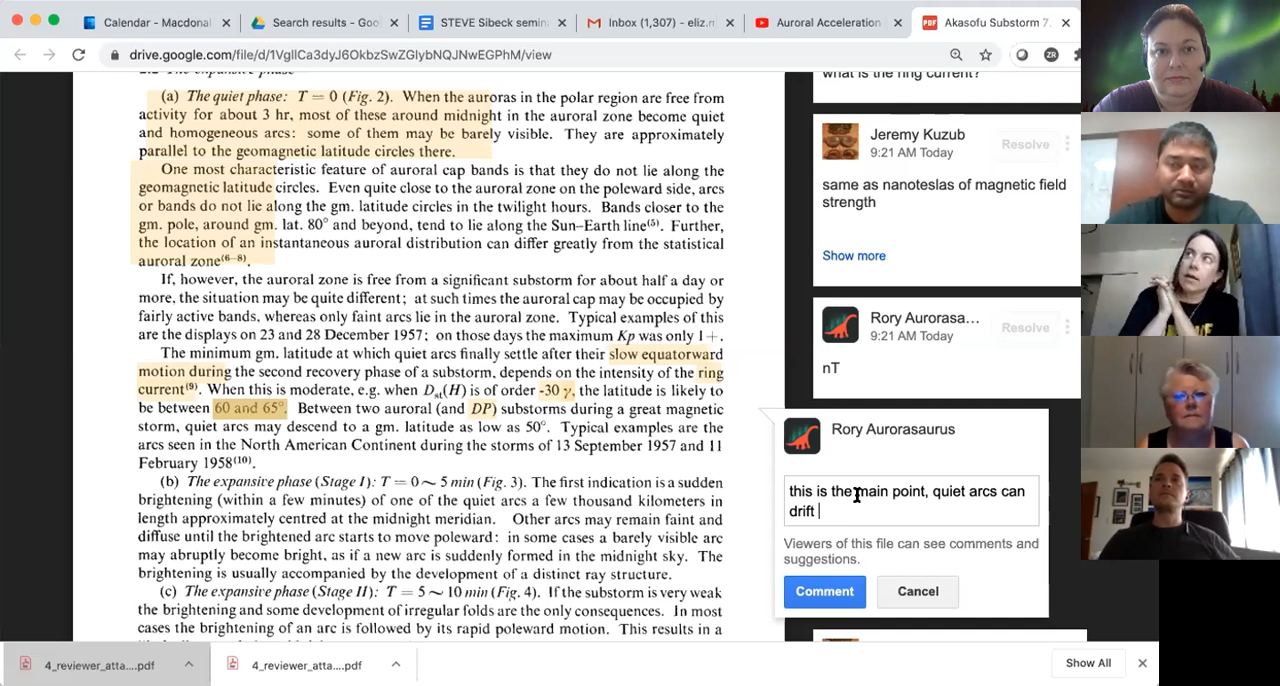 Calendar - Macdonal
Search results - Goo
STEVE Sibeck semin
Inbox (1,307) - eliz.m
Auroral Acceleration
PDF
Akasofu Substorm 7.
drive.google.com/file/d/1VgllCa3dyJ6OkbzSwZGlybNQJNwEGPhM/view
ZR
(a) The quiet phase: T = 0 (Fig. 2). When the auroras in the polar region are free from
activity for about 3 hr, most of these around midnight in the auroral zone become quiet
and homogeneous arcs: some of them may be barely visible. They are approximately
parallel to the geomagnetic latitude circles there.
One most characteristic feature of auroral cap bands is that they do not lie along the
geomagnetic latitude circles. Even quite close to the auroral zone on the poleward side, arcs
or bands do not lie along the gm. latitude circles in the twilight hours. Bands closer to the
gm. pole, around gm. lat. 80° and beyond, tend to lie along the Sun–Earth line(5). Further,
the location of an instantaneous auroral distribution can differ greatly from the statistical
auroral zone(6–8).
If, however, the auroral zone is free from a significant substorm for about half a day or
more, the situation may be quite different; at such times the auroral cap may be occupied by
fairly active bands, whereas only faint arcs lie in the auroral zone. Typical examples of this
are the displays on 23 and 28 December 1957; on those days the maximum Kp was only 1+.
The minimum gm. latitude at which quiet arcs finally settle after their slow equatorward
motion during the second recovery phase of a substorm, depends on the intensity of the ring
current(9). When this is moderate, e.g. when Dst(H) is of order -30 γ, the latitude is likely to
be between 60 and 65°. Between two auroral (and DP) substorms during a great magnetic
storm, quiet arcs may descend to a gm. latitude as low as 50°. Typical examples are the
arcs seen in the North American Continent during the storms of 13 September 1957 and 11
February 1958(10).
(b) The expansive phase (Stage I): T = 0 ~ 5 min (Fig. 3). The first indication is a sudden
brightening (within a few minutes) of one of the quiet arcs a few thousand kilometers in
length approximately centred at the midnight meridian. Other arcs may remain faint and
diffuse until the brightened arc starts to move poleward: in some cases a barely visible arc
may abruptly become bright, as if a new arc is suddenly formed in the midnight sky. The
brightening is usually accompanied by the development of a distinct ray structure.
(c) The expansive phase (Stage II): T = 5 ~ 10 min (Fig. 4). If the substorm is very weak
the brightening and some development of irregular folds are the only consequences. In most
cases the brightening of an arc is followed by its rapid poleward motion. This results in a
what is the ring current?
Jeremy Kuzub
9:21 AM Today
Resolve
same as nanoteslas of magnetic field
strength
Show more
Rory Aurorasa...
9:21 AM Today
Resolve
nT
Rory Aurorasaurus
this is the main point, quiet arcs can
drift
Viewers of this file can see comments and
suggestions.
Comment
Cancel
4_reviewer_atta....pdf
4_reviewer_atta....pdf
Show All